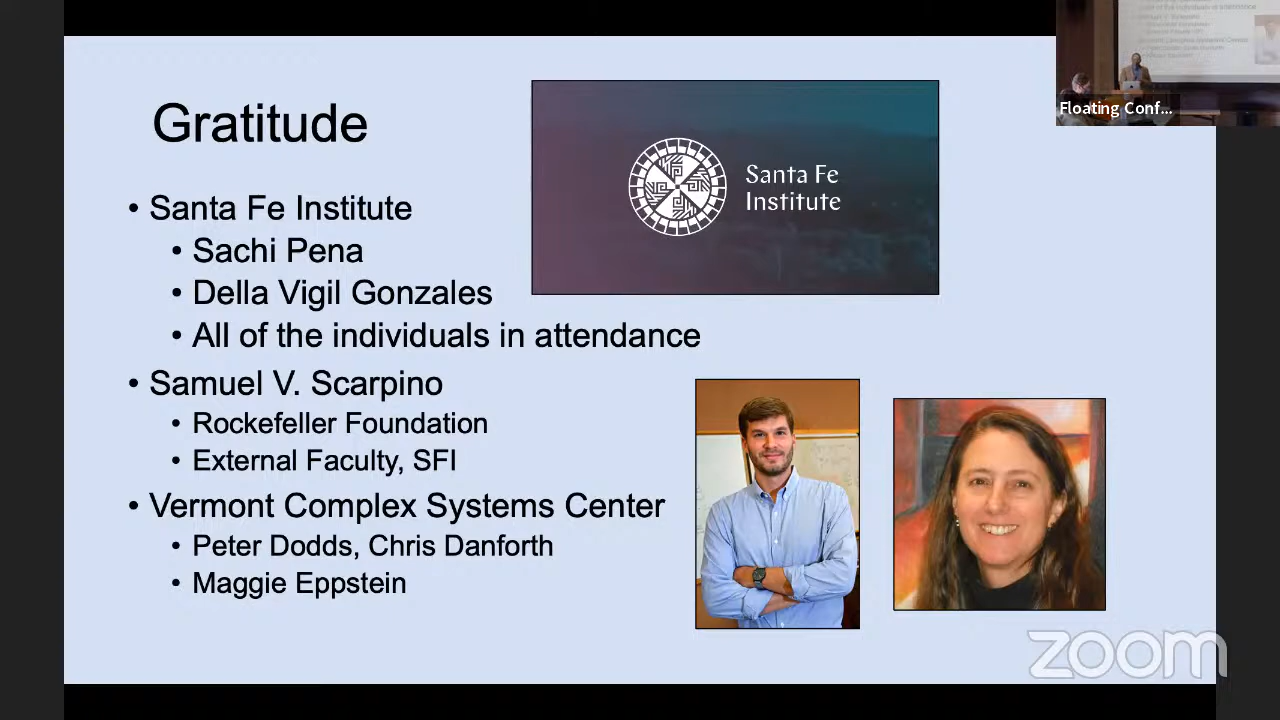 Gratitude
• Santa Fe Institute
• Sachi Pena
• Della Vigil Gonzales
• All of the individuals in attendance
• Samuel V. Scarpino
• Rockefeller Foundation
• External Faculty, SFI
• Vermont Complex Systems Center
• Peter Dodds, Chris Danforth
• Maggie Eppstein
Santa Fe
Institute
Floating Conf...
zoom